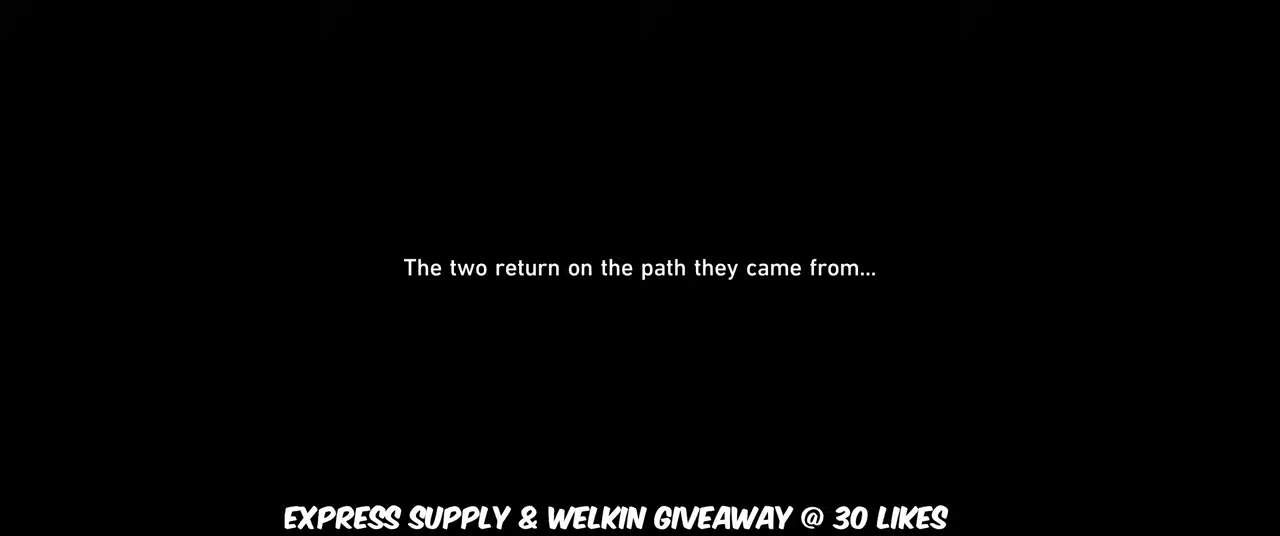 The two return on the path they came from...
EXPRESS SUPPLY & WELKIN GIVEAWAY @ 30 LIKES